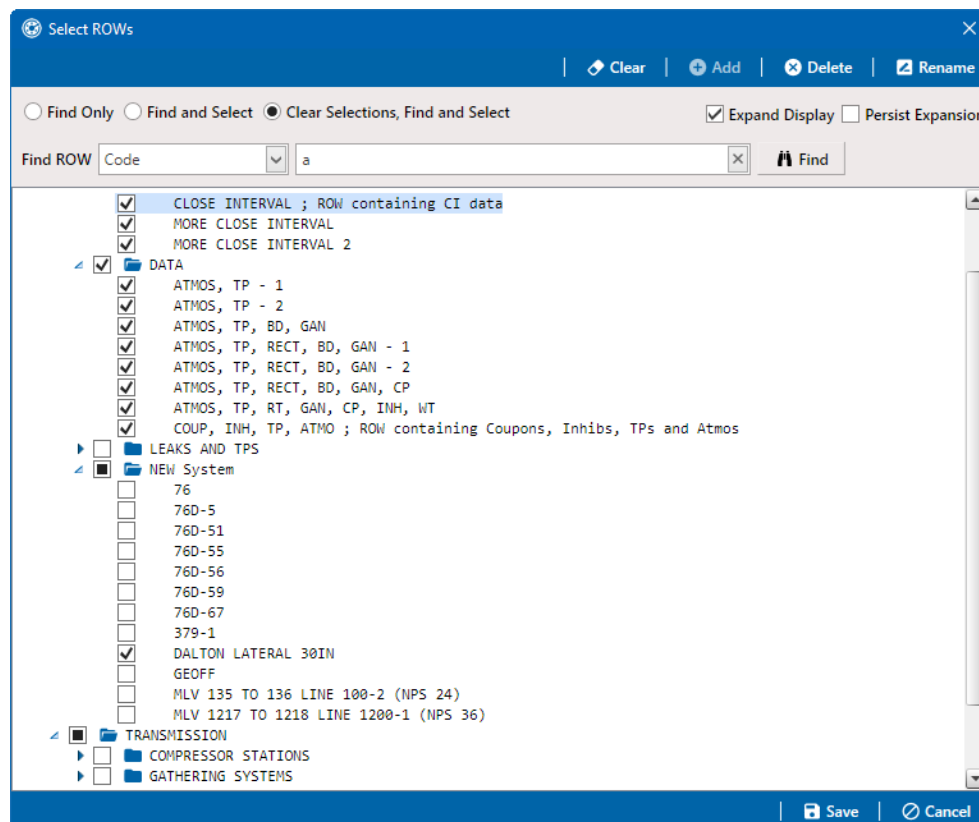 Select ROWs
Clear Add Delete Rename
Find Only Find and Select Clear Selections, Find and Select Expand Display Persist Expansion
Find ROW Code a Find
CLOSE INTERVAL ; ROW containing CI data
MORE CLOSE INTERVAL
MORE CLOSE INTERVAL 2
DATA
ATMOS, TP - 1
ATMOS, TP - 2
ATMOS, TP, BD, GAN
ATMOS, TP, RECT, BD, GAN - 1
ATMOS, TP, RECT, BD, GAN - 2
ATMOS, TP, RECT, BD, GAN, CP
ATMOS, TP, RT, GAN, CP, INH, WT
COUP, INH, TP, ATMO ; ROW containing Coupons, Inhibs, TPs and Atmos
LEAKS AND TPS
NEW System
76
76D-5
76D-51
76D-55
76D-56
76D-59
76D-67
379-1
DALTON LATERAL 30IN
GEOFF
MLV 135 TO 136 LINE 100-2 (NPS 24)
MLV 1217 TO 1218 LINE 1200-1 (NPS 36)
TRANSMISSION
COMPRESSOR STATIONS
GATHERING SYSTEMS
Save Cancel